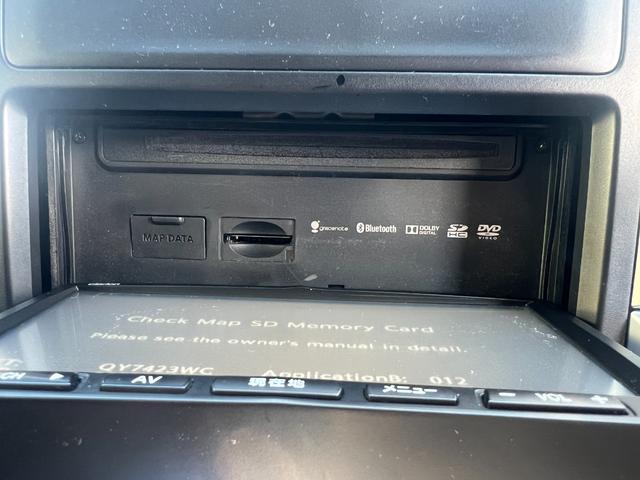 MAP DATA
gracenote
Bluetooth
DOLBY
DIGITAL
SD
HC
DVD
VIDEO
Check Map SD Memory Card
Please see the owner's manual in detail.
QY7423WC ApplicationB: 012
AV
現在地
メニュー
− VOL +